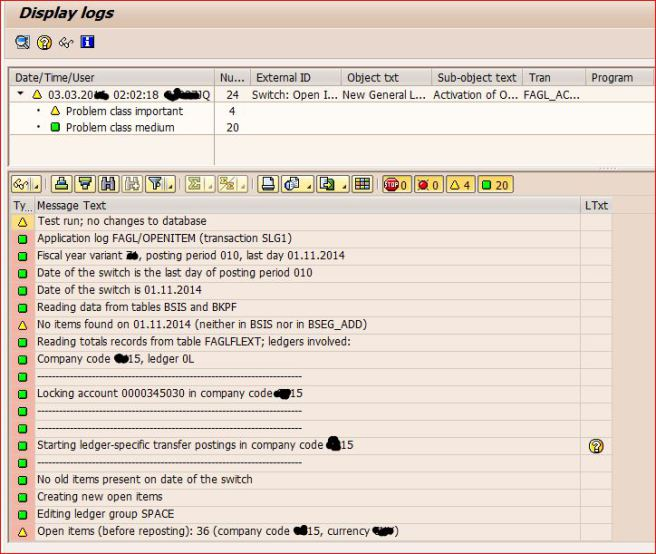 Display logs
Date/Time/User Nu... External ID Object txt Sub-object text Tran Program
03.03.20 02:02:18 JQ 24 Switch: Open I... New General L... Activation of O... FAGL_AC...
Problem class important 4
Problem class medium 20
STOP 0 0 4 20
Ty... Message Text LTxt
Test run; no changes to database
Application log FAGL/OPENITEM (transaction SLG1)
Fiscal year variant , posting period 010, last day 01.11.2014
Date of the switch is the last day of posting period 010
Date of the switch is 01.11.2014
Reading data from tables BSIS and BKPF
No items found on 01.11.2014 (neither in BSIS nor in BSEG_ADD)
Reading totals records from table FAGLFLEXT; ledgers involved:
Company code 15, ledger 0L
Locking account 0000345030 in company code 15
Starting ledger-specific transfer postings in company code 15
No old items present on date of the switch
Creating new open items
Editing ledger group SPACE
Open items (before reposting): 36 (company code 15, currency )